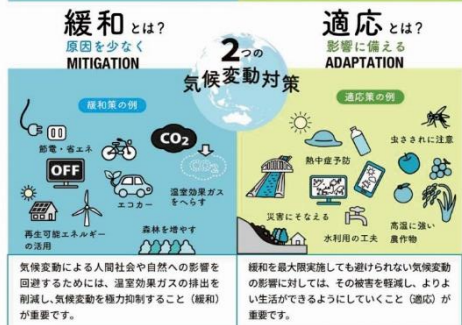 緩和とは?
原因を少なく
MITIGATION
2つの
気候変動対策
適応とは?
影響に備える
ADAPTATION
緩和策の例
節電・省エネ
OFF
エコカー
CO2
CO2
温室効果ガス
をへらす
再生可能エネルギー
の活用
森林を増やす
適応策の例
熱中症予防
虫さされに注意
災害にそなえる
水利用の工夫
高温に強い
農作物
気候変動による人間社会や自然への影響を
回避するためには、温室効果ガスの排出を
削減し、気候変動を極力抑制すること(緩和)
が重要です。
緩和を最大限実施しても避けられない気候変動
の影響に対しては、その被害を軽減し、よりよ
い生活ができるようにしていくこと(適応)が
重要です。